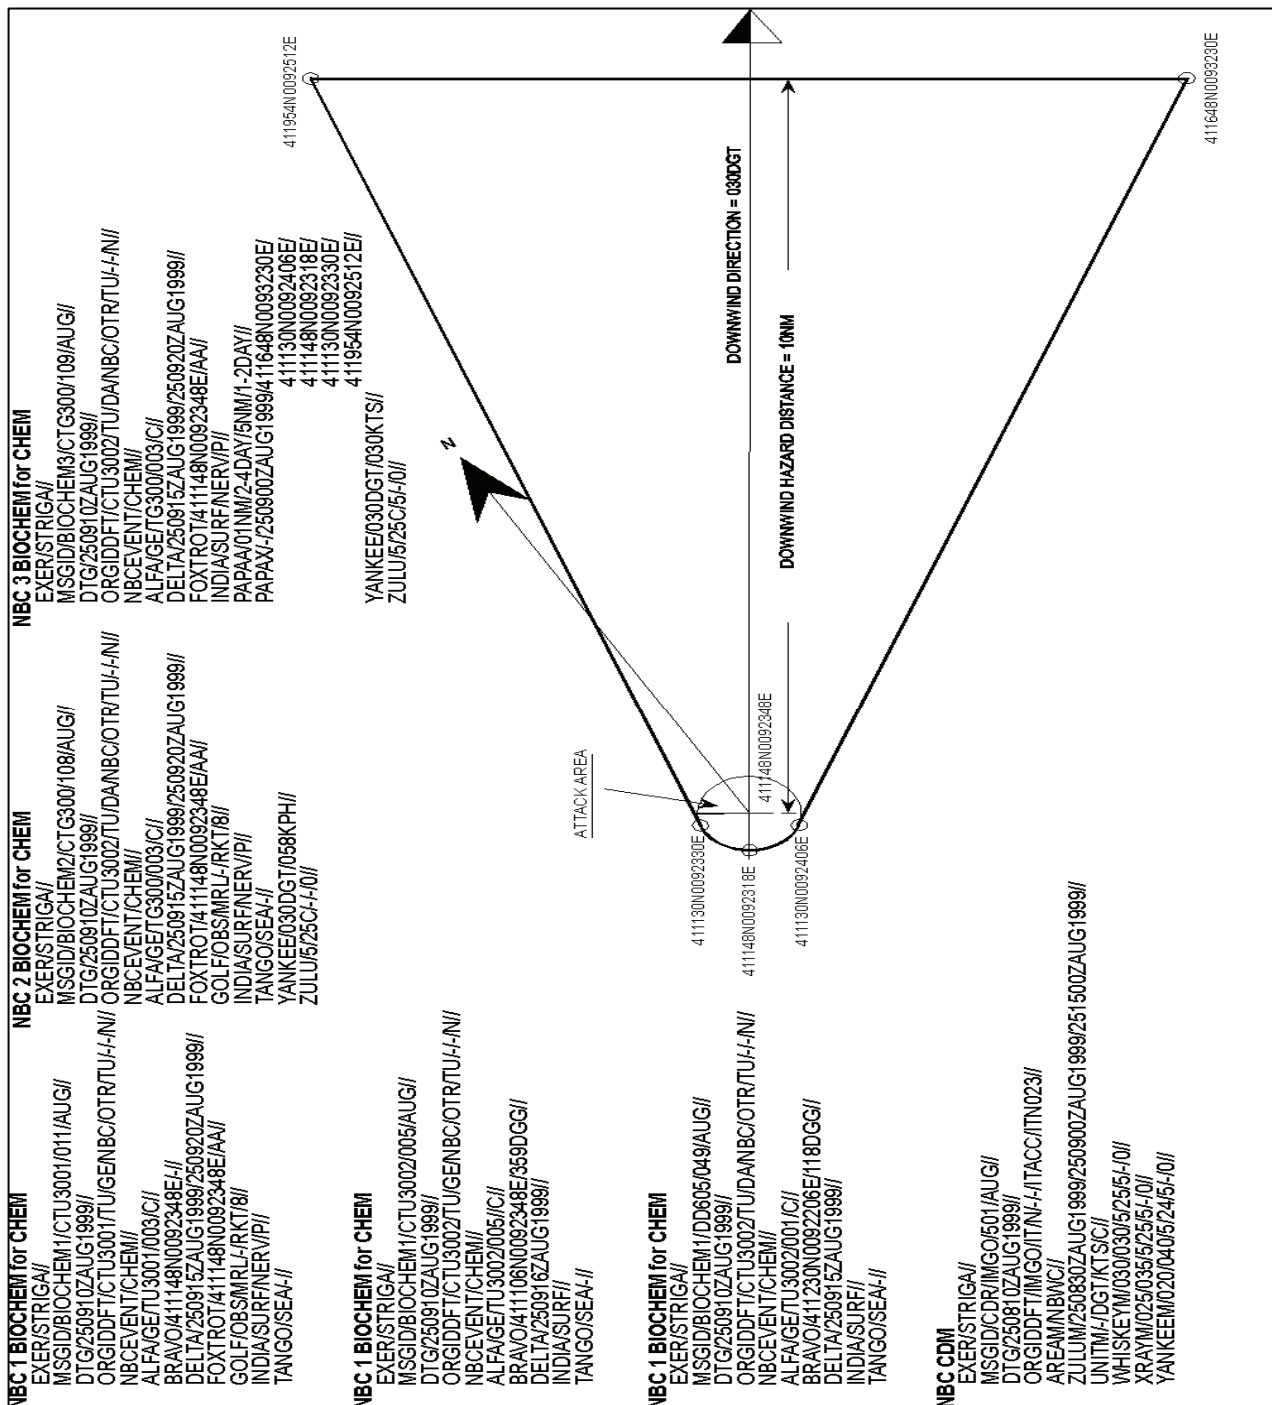 NBC 1 BIOCHEM for CHEM
EXER/STRIGA//
MSGID/BIOCHEM1/CTU3001/011/AUG//
DTG/250910ZAUG1999//
ORGIDDFT/CTU3001/TU/GE/NBC/OTR/TU/-/-/N//
NBCEVENT/CHEM//
ALFA/GE/TU3001/003/C//
BRAVO/411148N0092348E/-//
DELTA/250915ZAUG1999/250920ZAUG1999//
FOXTROT/411148N0092348E/AA//
GOLF/OBS/MRL/-/RKT/8//
INDIA/SURF/NERV/P//
TANGO/SEA/-//
NBC 1 BIOCHEM for CHEM
EXER/STRIGA//
MSGID/BIOCHEM1/CTU3002/005/AUG//
DTG/250910ZAUG1999//
ORGIDDFT/CTU3002/TU/GE/NBC/OTR/TU/-/-/N//
NBCEVENT/CHEM//
ALFA/GE/TU3002/005//C//
BRAVO/411106N0092348E/359DGG//
DELTA/250916ZAUG1999//
INDIA/SURF//
TANGO/SEA/-//
NBC 1 BIOCHEM for CHEM
EXER/STRIGA//
MSGID/BIOCHEM1/DD605/049/AUG//
DTG/250910ZAUG1999//
ORGIDDFT/CTU3002/TU/DA/NBC/OTR/TU/-/-/N//
NBCEVENT/CHEM//
ALFA/GE/TU3002/001/C//
BRAVO/411230N0092206E/118DGG//
DELTA/250915ZAUG1999//
INDIA/SURF//
TANGO/SEA/-//
NBC CDM
EXER/STRIGA//
MSGID/CDR/IMGO/501/AUG//
DTG/250810ZAUG1999//
ORGIDDFT/IMGO/IT/N/-/-/ITACC/ITN023//
AREAM/NBWC//
ZULUM/250830ZAUG1999/250900ZAUG1999/251500ZAUG1999//
UNITM/-/DGT/KTS/C//
WHISKEYM/030/030/5/25/5/-/0//
XRAYM/025/035/5/25/5/-/0//
YANKEEM/020/040/5/24/5/-/0//
NBC 2 BIOCHEM for CHEM
EXER/STRIGA//
MSGID/BIOCHEM2/CTG300/108/AUG//
DTG/250910ZAUG1999//
ORGIDDFT/CTU3002/TU/DA/NBC/OTR/TU/-/-/N//
NBCEVENT/CHEM//
ALFA/GE/TG300/003/C//
DELTA/250915ZAUG1999/250920ZAUG1999//
FOXTROT/411148N0092348E/AA//
GOLF/OBS/MRL/-/RKT/8//
INDIA/SURF/NERV/P//
TANGO/SEA/-//
YANKEE/030DGT/058KPH//
ZULU/5/25C/-/-/0//
NBC 3 BIOCHEM for CHEM
EXER/STRIGA//
MSGID/BIOCHEM3/CTG300/109/AUG//
DTG/250910ZAUG1999//
ORGIDDFT/CTU3002/TU/DA/NBC/OTR/TU/-/-/N//
NBCEVENT/CHEM//
ALFA/GE/TG300/003/C//
DELTA/250915ZAUG1999/250920ZAUG1999//
FOXTROT/411148N0092348E/AA//
INDIA/SURF/NERV/P//
PAPAA/01NM/2-4DAY/5NM/1-2DAY//
PAPAX/-/250900ZAUG1999/411648N0093230E/
411130N0092406E/
411148N0092318E/
411130N0092330E/
411954N0092512E//
YANKEE/030DGT/030KTS//
ZULU/5/25C/5/-/0//
411954N0092512E
N
ATTACK AREA
411130N0092330E
411148N0092318E
411130N0092406E
411148N0092348E
DOWNWIND DIRECTION = 030DGT
DOWNWIND HAZARD DISTANCE = 10NM
411648N0093230E